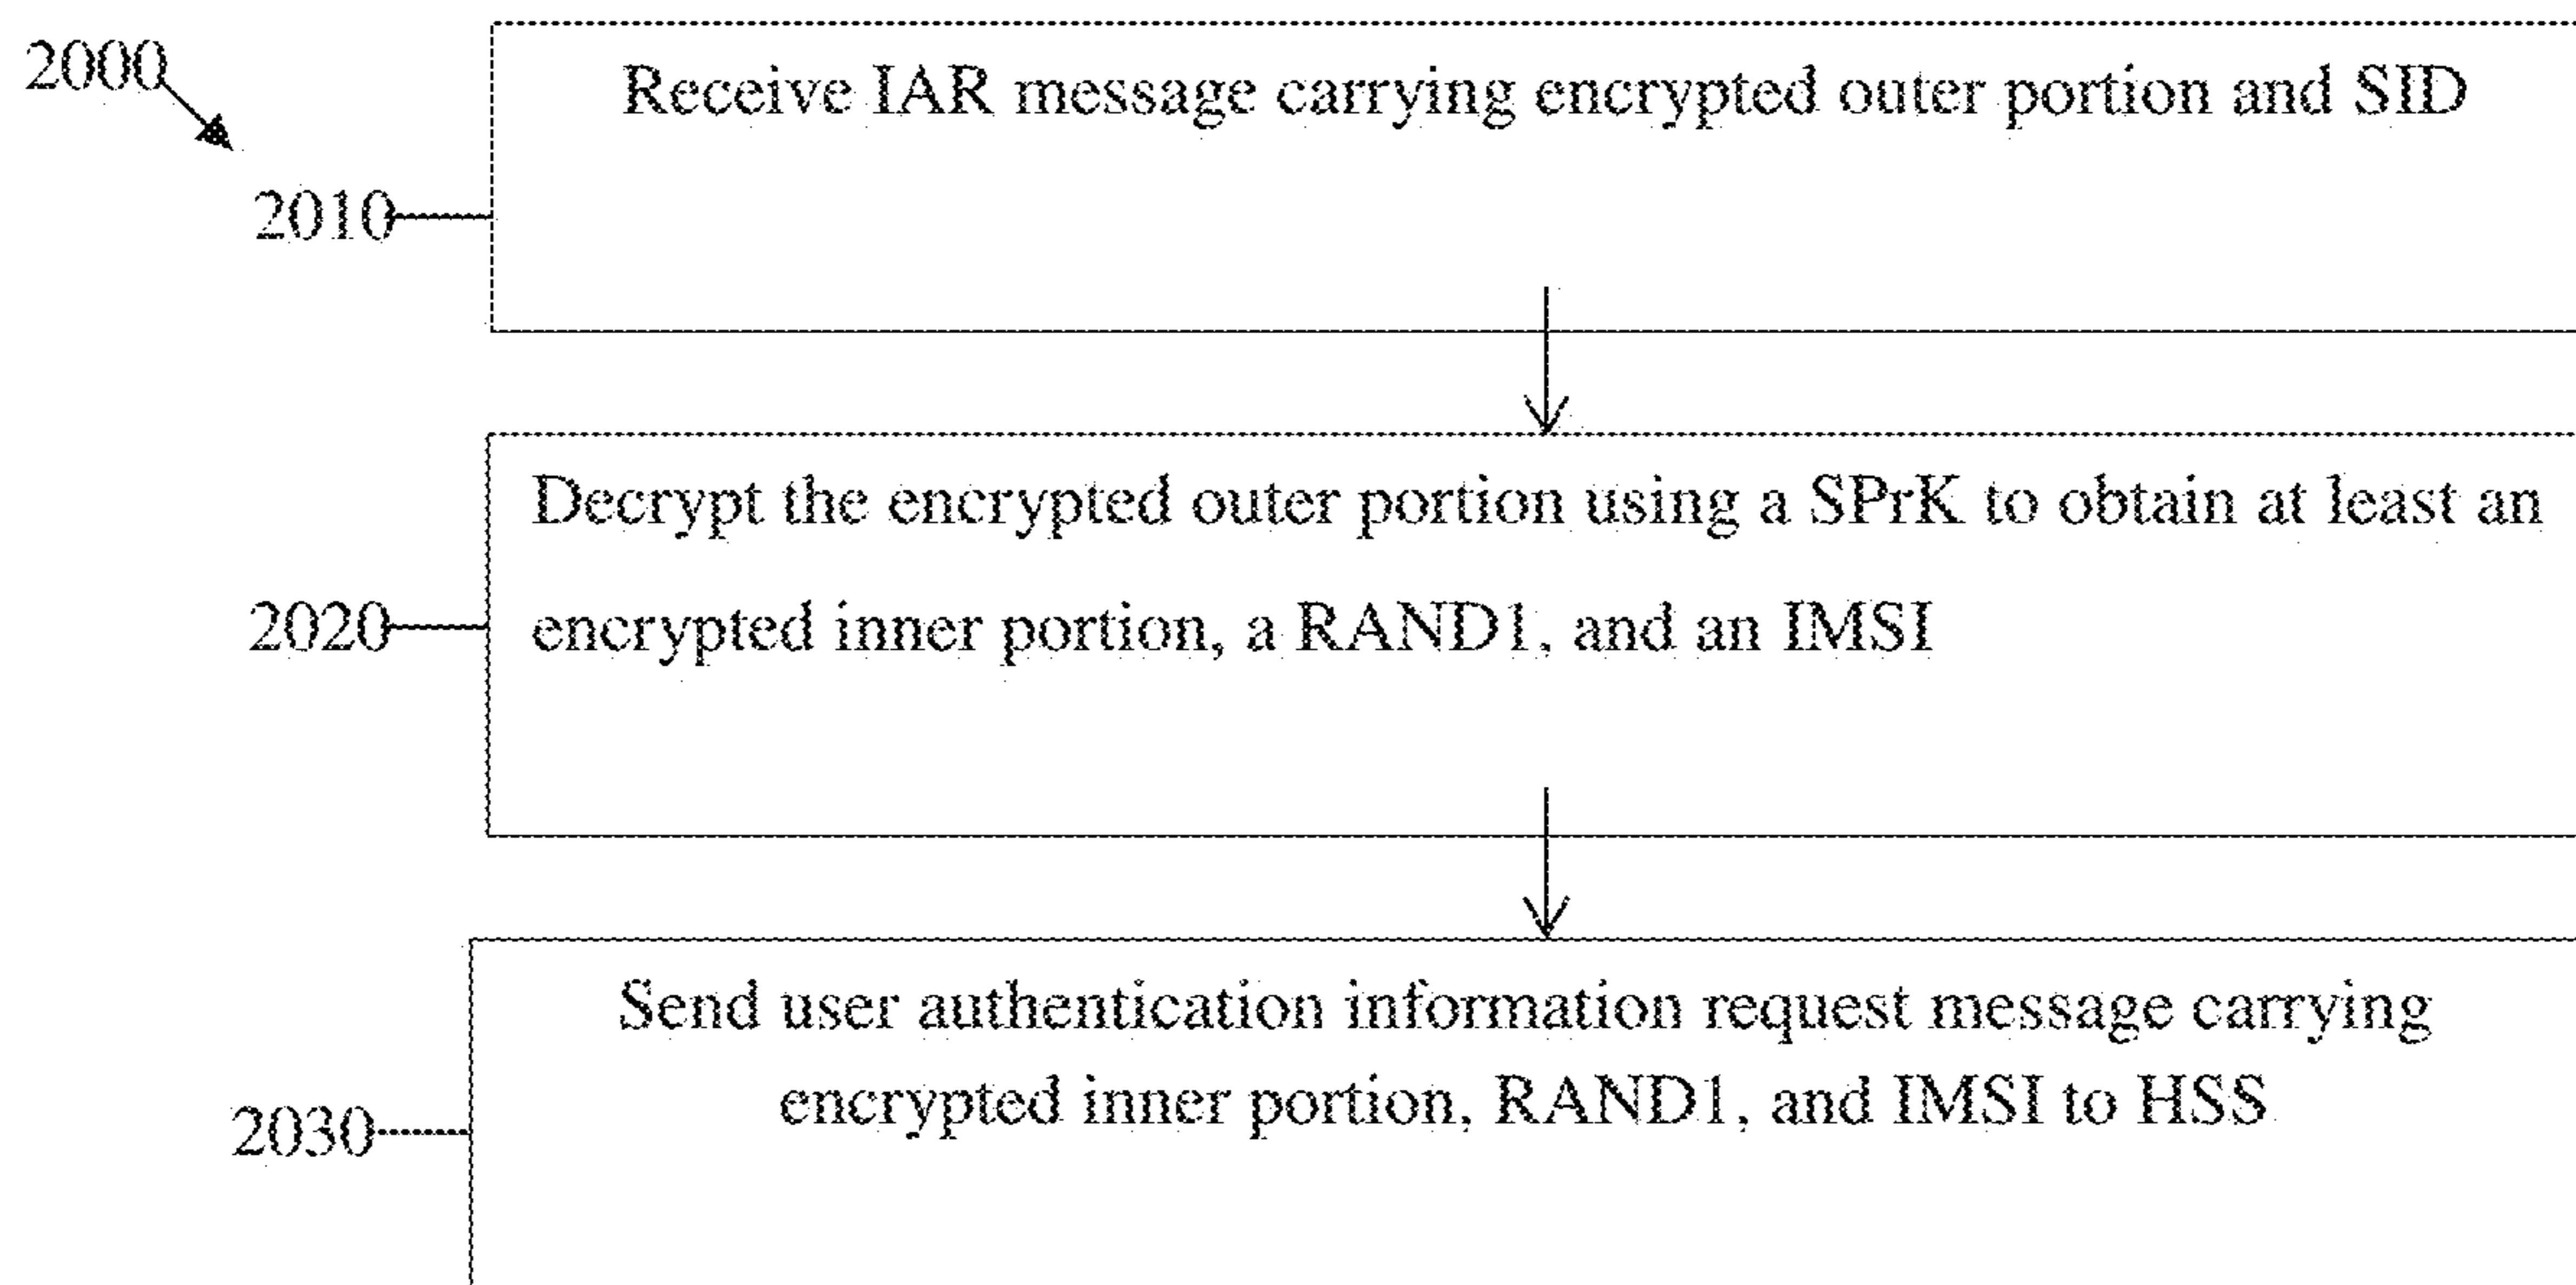 2000
Receive IAR message carrying encrypted outer portion and SID
2010
Decrypt the encrypted outer portion using a SPrK to obtain at least an
encrypted inner portion, a RAND1, and an IMSI
2020
Send user authentication information request message carrying
encrypted inner portion, RAND1, and IMSI to HSS
2030